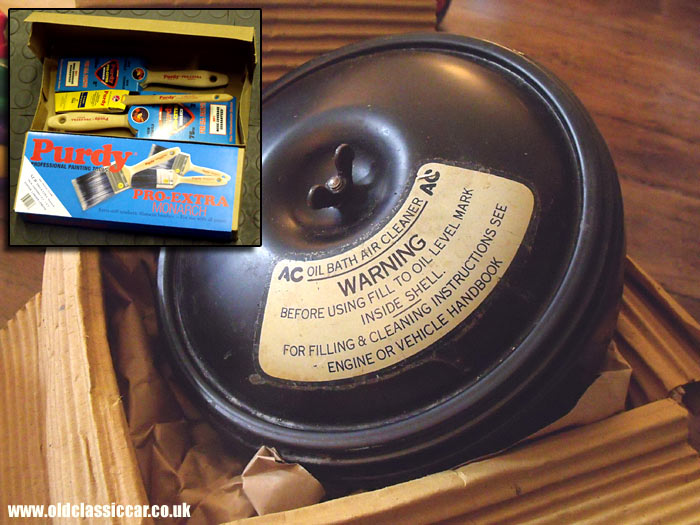 Purdy
PROFESSIONAL PAINTING
PRO-EXTRA
MONARCH
Purdy
AC OIL BATH AIR CLEANER AC
WARNING
BEFORE USING FILL TO OIL LEVEL MARK
INSIDE SHELL.
FOR FILLING & CLEANING INSTRUCTIONS SEE
ENGINE OR VEHICLE HANDBOOK
www.oldclassiccar.co.uk